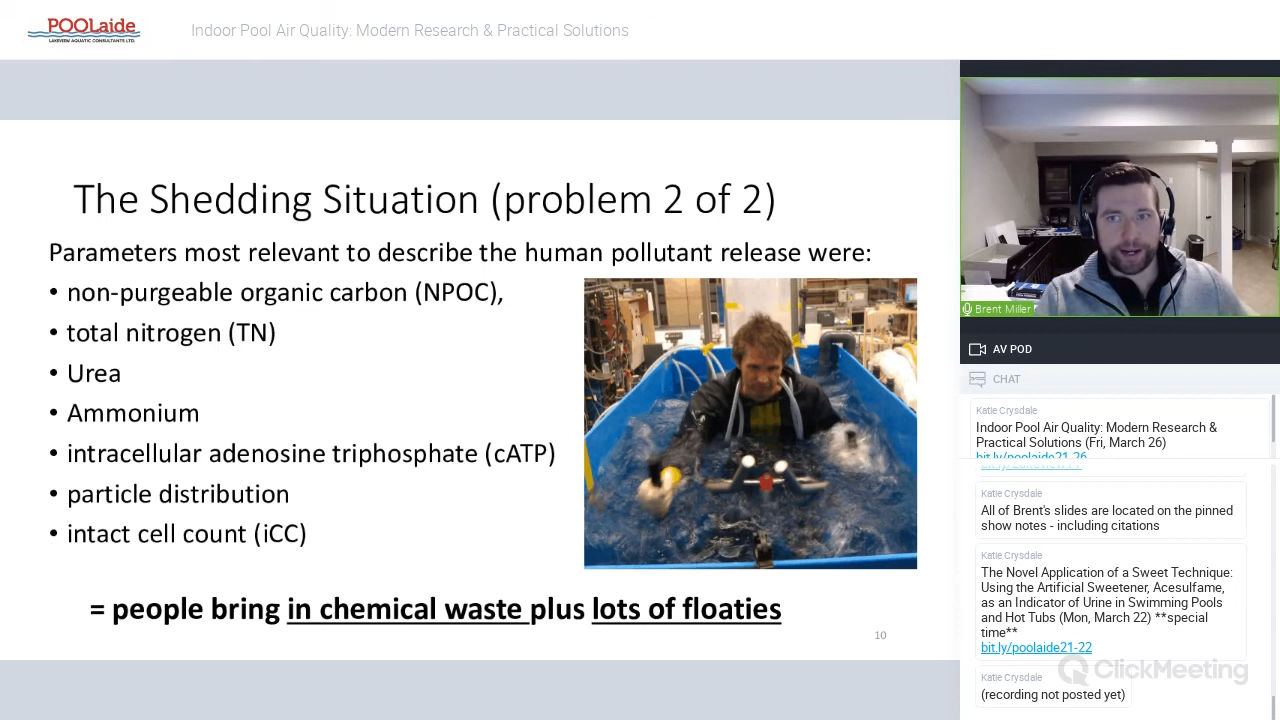 POOLaide
LAKEVIEW AQUATIC CONSULTANTS LTD.
Indoor Pool Air Quality: Modern Research & Practical Solutions
The Shedding Situation (problem 2 of 2)
Parameters most relevant to describe the human pollutant release were:
• non-purgeable organic carbon (NPOC),
• total nitrogen (TN)
• Urea
• Ammonium
• intracellular adenosine triphosphate (cATP)
• particle distribution
• intact cell count (iCC)
= people bring in chemical waste plus lots of floaties
10
Brent Miller
AV POD
CHAT
Katie Crysdale
Indoor Pool Air Quality: Modern Research &
Practical Solutions (Fri, March 26)
bit.ly/poolaide21-26
Katie Crysdale
All of Brent's slides are located on the pinned
show notes - including citations
Katie Crysdale
The Novel Application of a Sweet Technique:
Using the Artificial Sweetener, Acesulfame,
as an Indicator of Urine in Swimming Pools
and Hot Tubs (Mon, March 22) **special
time**
bit.ly/poolaide21-22
ClickMeeting
Katie Crysdale
(recording not posted yet)